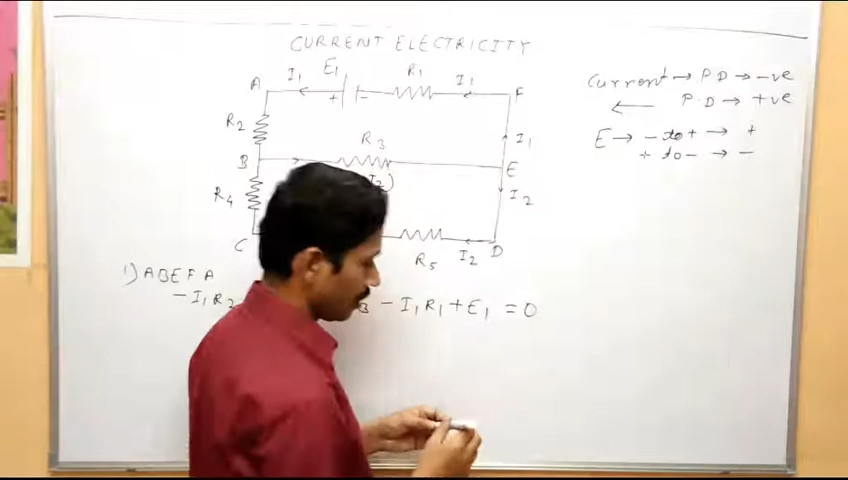 CURRENT ELECTRICITY
A I₁ E₁ R₁ I₁ F
+ -
R₂
B R₃ E I₁
I₂)
R₄ I₂
C R₅ I₂ D
1) ABEFA
-I₁R₂ - I₁R₁ + E₁ = 0
Current → P.D → -ve
← P.D → +ve
E → - to + → +
+ to - → -